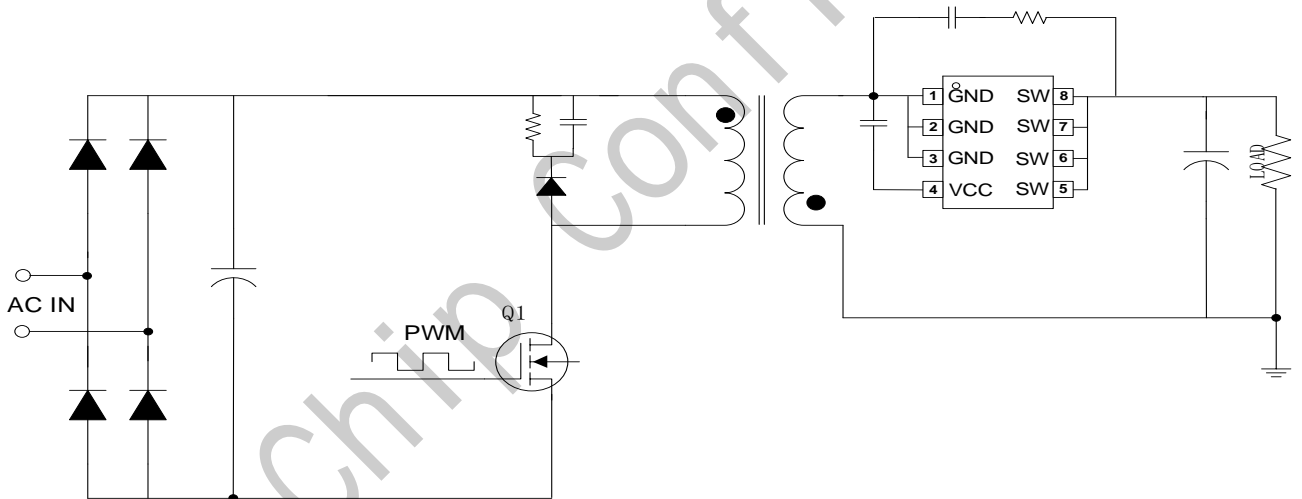 Chip Conf
1 GND SW 8
2 GND SW 7
3 GND SW 6
4 VCC SW 5
LOAD
AC IN
Q1
PWM